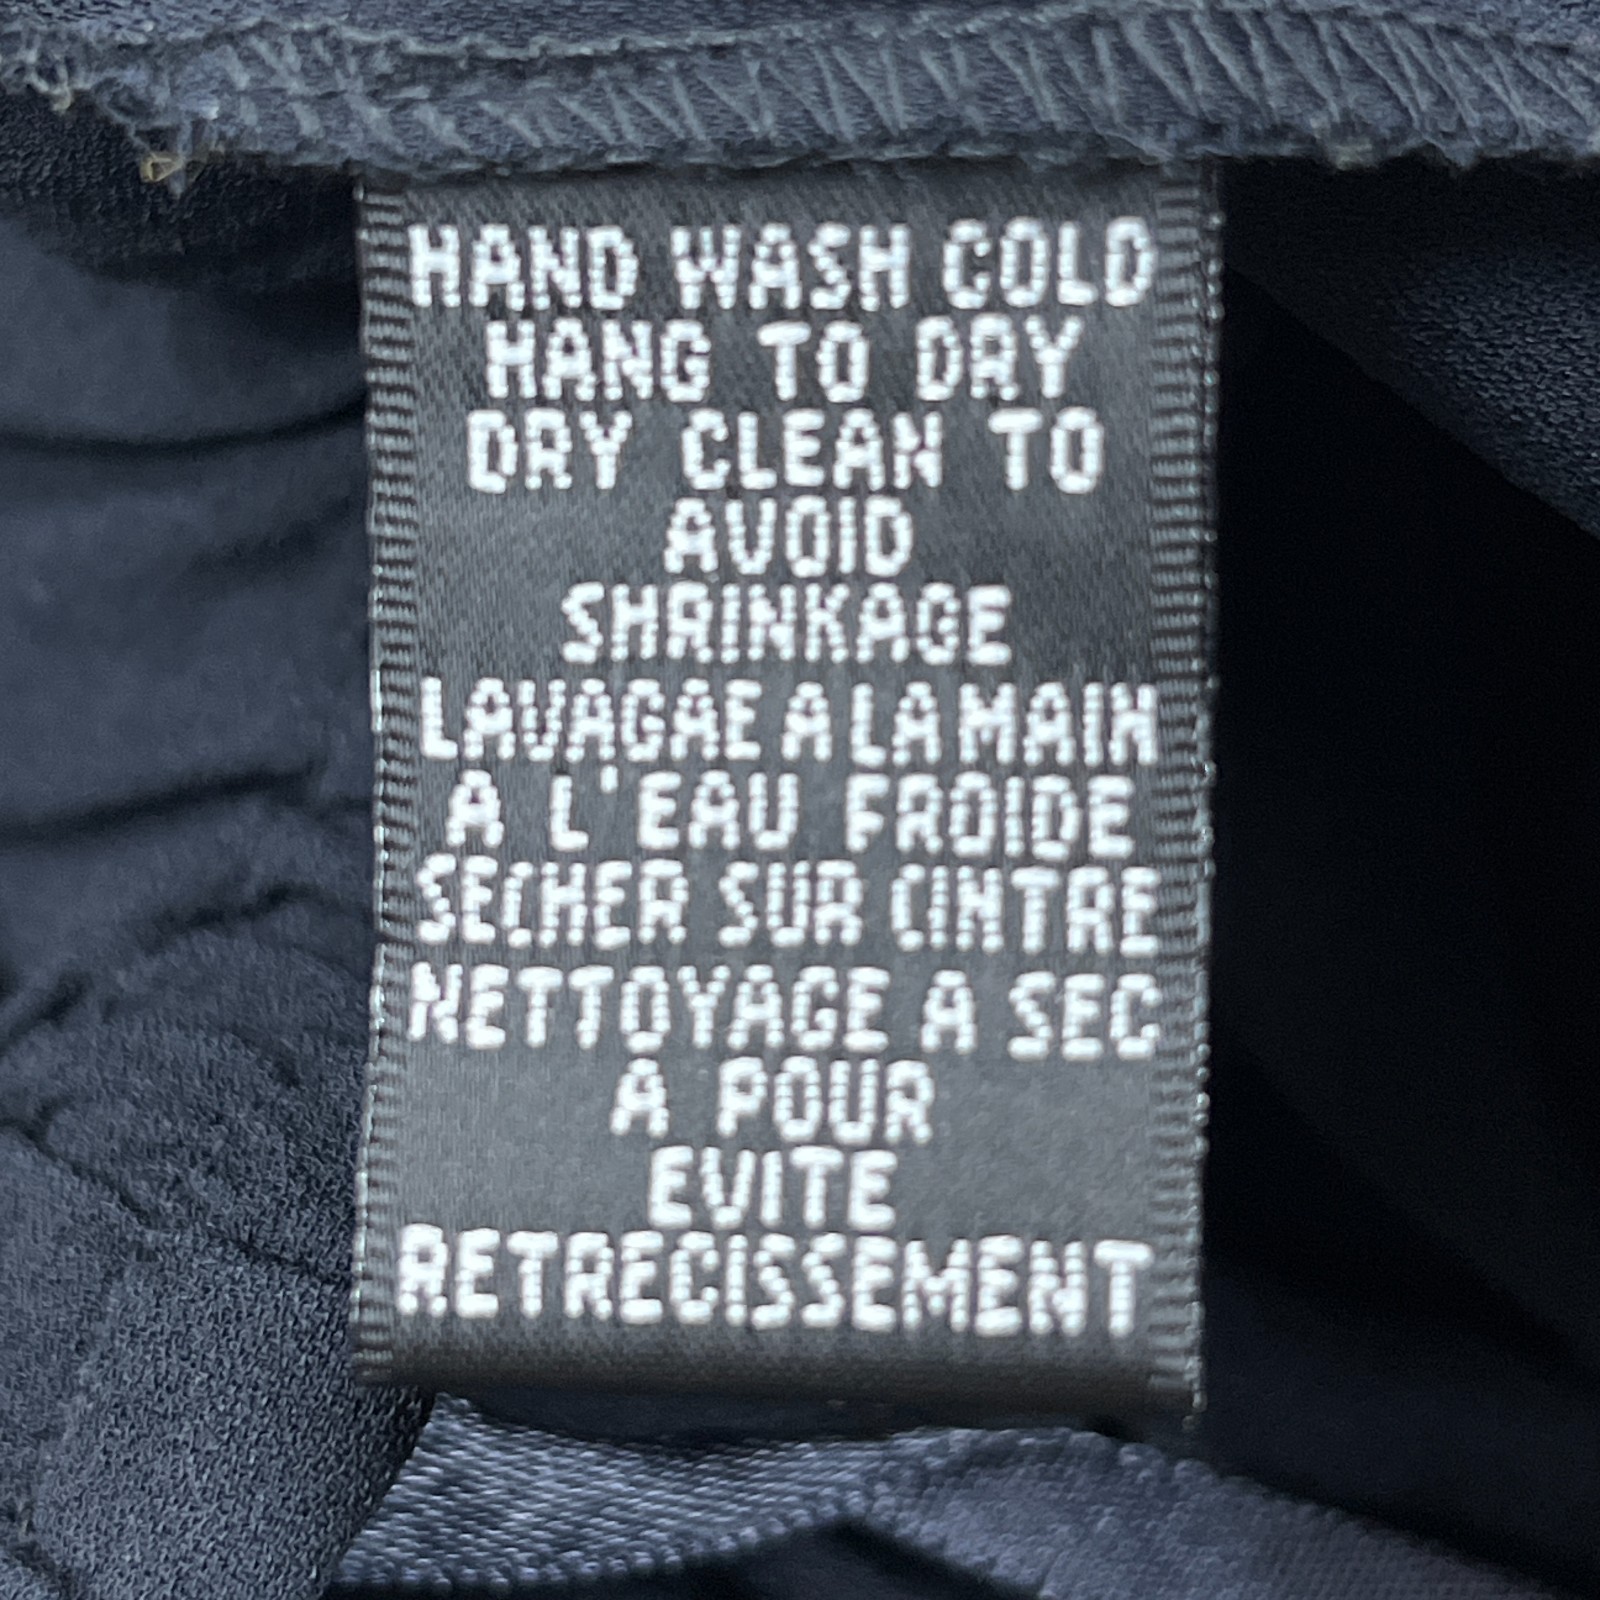 HAND WASH COLD
HANG TO DRY
DRY CLEAN TO
AVOID
SHRINKAGE
LAVAGAE A LA MAIN
A L'EAU FROIDE
SECHER SUR CINTRE
NETTOYAGE A SEC
A POUR
EVITE
RETRECISSEMENT